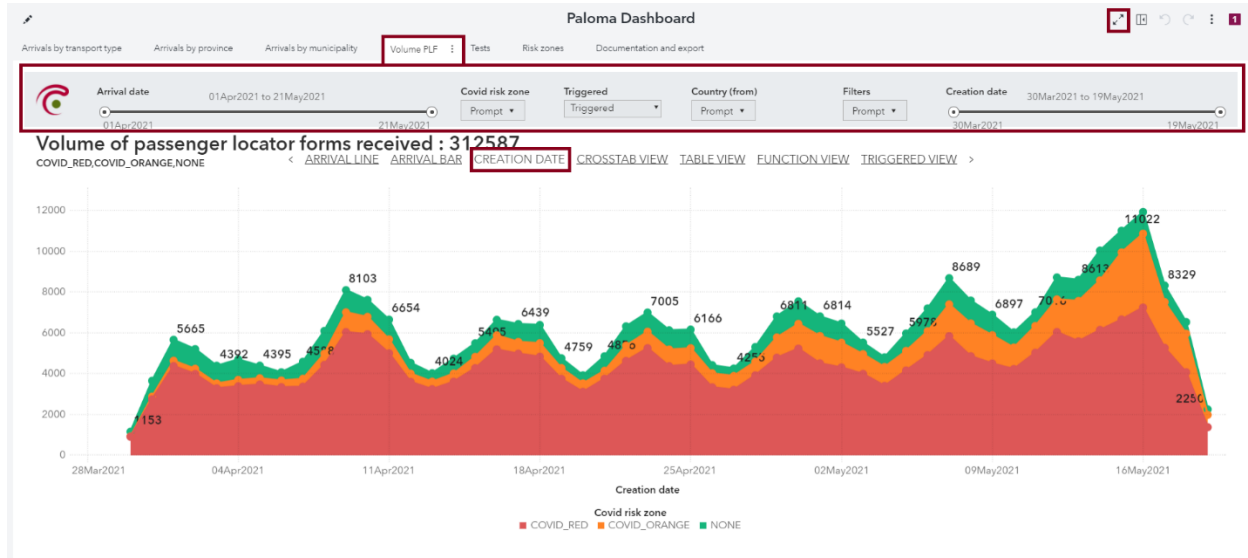 Paloma Dashboard
1
Arrivals by transport type Arrivals by province Arrivals by municipality Volume PLF Tests Risk zones Documentation and export
Arrival date 01Apr2021 to 21May2021 Covid risk zone Triggered Country (from) Filters Creation date 30Mar2021 to 19May2021
Prompt Triggered Prompt Prompt
01Apr2021 21May2021 30Mar2021 19May2021
Volume of passenger locator forms received : 312587
COVID_RED,COVID_ORANGE,NONE
< ARRIVAL LINE ARRIVAL BAR CREATION DATE CROSSTAB VIEW TABLE VIEW FUNCTION VIEW TRIGGERED VIEW >
12000
10000
8000
6000
4000
2000
0
1153 5665 4392 4395 8103 6654 4024 6439 4759 7005 6166 6811 6814 5527 5978 8689 6897 8613 11022 8329 2250
28Mar2021 04Apr2021 11Apr2021 18Apr2021 25Apr2021 02May2021 09May2021 16May2021
Creation date
Covid risk zone
COVID_RED COVID_ORANGE NONE